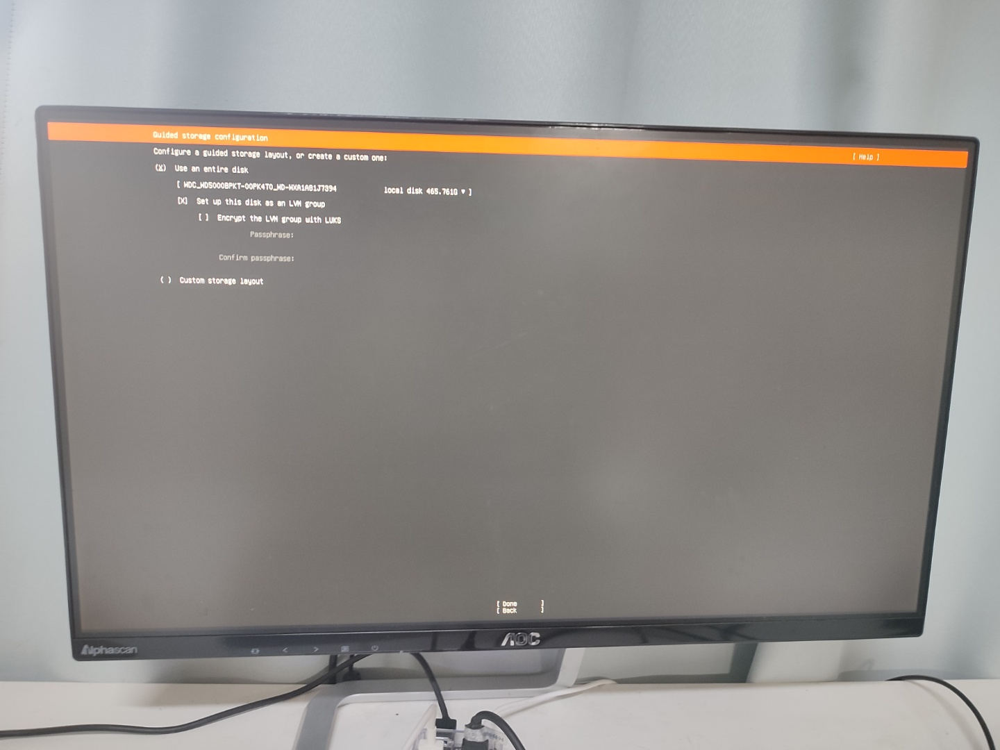 Guided storage configuration
[ Help ]
Configure a guided storage layout, or create a custom one:
(X) Use an entire disk
[ WDC_WD5000BPKT-00PK4T0_WD-WXA1AB1J7394 local disk 465.761G ▾ ]
[X] Set up this disk as an LVM group
[ ] Encrypt the LVM group with LUKS
Passphrase:
Confirm passphrase:
( ) Custom storage layout
[ Done ]
[ Back ]
Alphascan
AOC